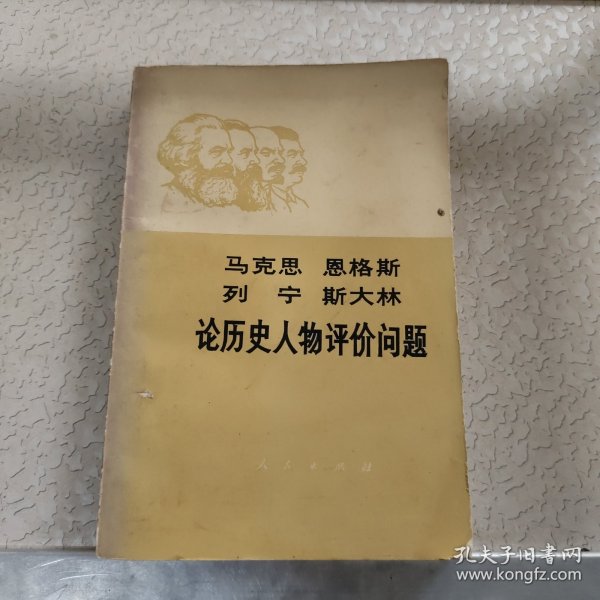 马克思 恩格斯
列 宁 斯大林
论历史人物评价问题
人民出版社
孔夫子旧书网
www.kongfz.com